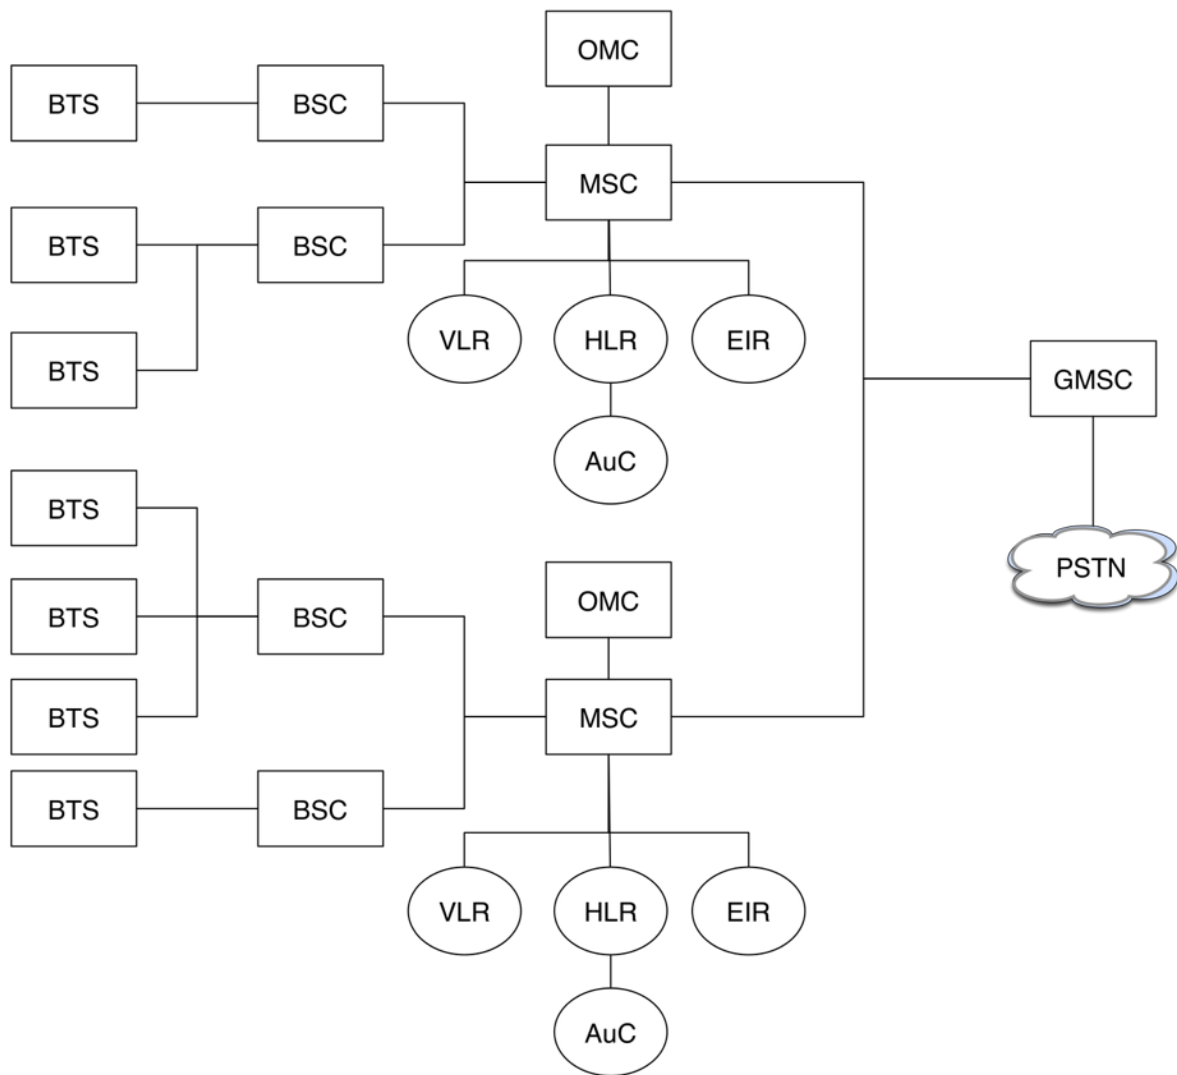 OMC
BTS
BSC
MSC
BTS
BSC
VLR
HLR
EIR
BTS
GMSC
AuC
BTS
PSTN
OMC
BTS
BSC
BTS
MSC
BTS
BSC
VLR
HLR
EIR
AuC